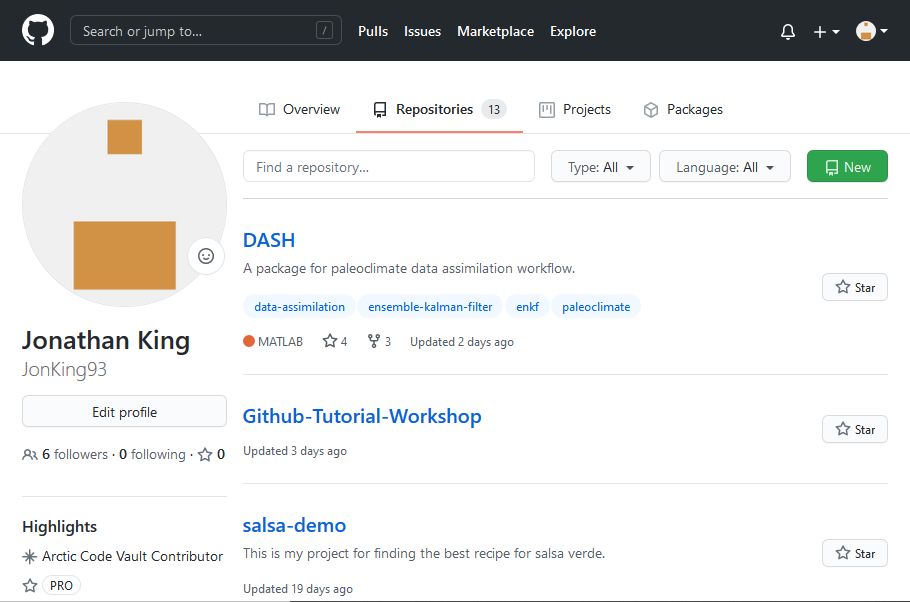 Search or jump to... /
Pulls Issues Marketplace Explore
Overview Repositories 13 Projects Packages
Find a repository... Type: All Language: All New
DASH
A package for paleoclimate data assimilation workflow.
Star
data-assimilation ensemble-kalman-filter enkf paleoclimate
MATLAB 4 3 Updated 2 days ago
Jonathan King
JonKing93
Edit profile
6 followers · 0 following · 0
Github-Tutorial-Workshop
Star
Updated 3 days ago
Highlights
Arctic Code Vault Contributor
PRO
salsa-demo
This is my project for finding the best recipe for salsa verde.
Star
Updated 19 days ago